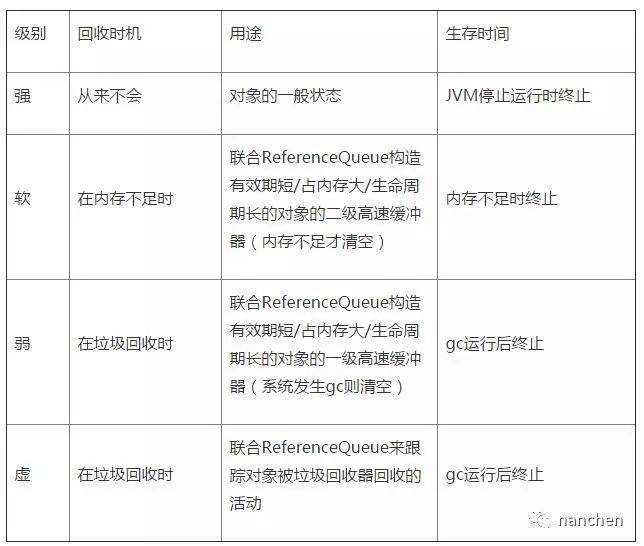 级别 回收时机 用途 生存时间
强 从来不会 对象的一般状态 JVM停止运行时终止
软 在内存不足时 联合ReferenceQueue构造
有效期短/占内存大/生命周
期长的对象的二级高速缓冲
器（内存不足才清空） 内存不足时终止
弱 在垃圾回收时 联合ReferenceQueue构造
有效期短/占内存大/生命周
期长的对象的一级高速缓冲
器（系统发生gc则清空） gc运行后终止
虚 在垃圾回收时 联合ReferenceQueue来跟
踪对象被垃圾回收器回收的
活动 gc运行后终止
nanchen